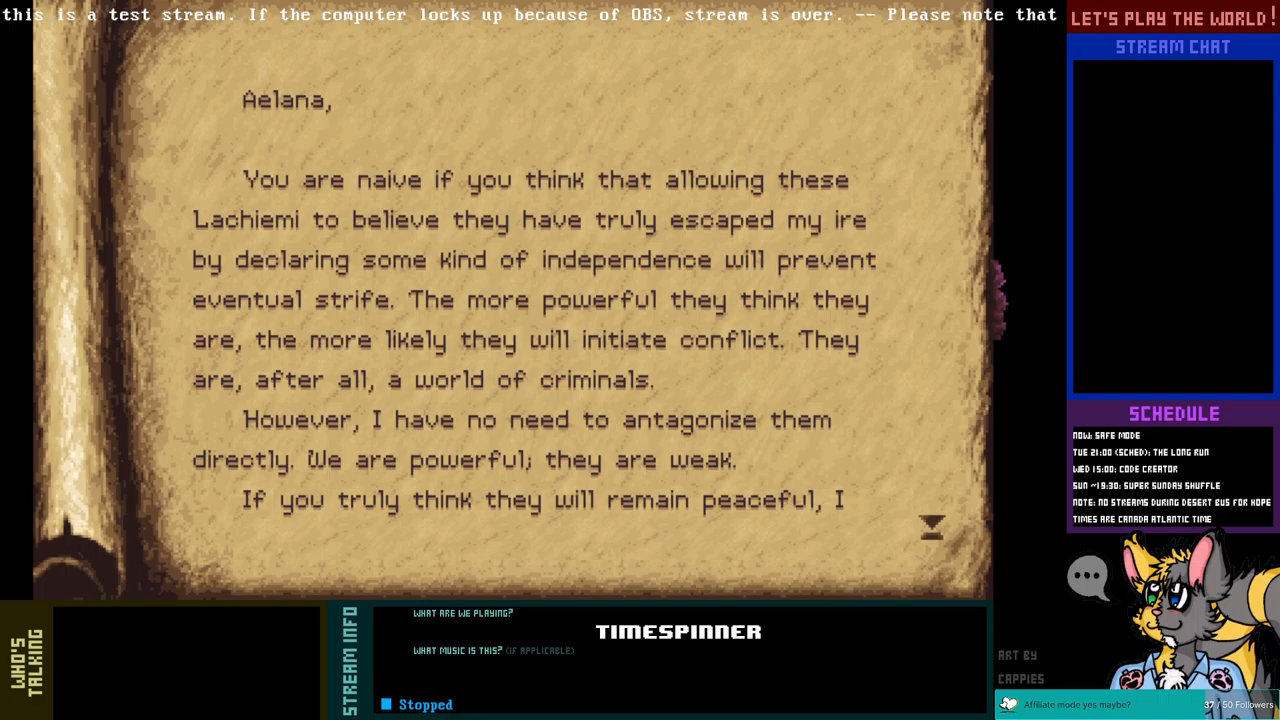 this is a test stream. If the computer locks up because of OBS, stream is over. -- Please note that
LET'S PLAY THE WORLD!
STREAM CHAT
Aelana,
You are naive if you think that allowing these
Lachiemi to believe they have truly escaped my ire
by declaring some kind of independence will prevent
eventual strife. The more powerful they think they
are, the more likely they will initiate conflict. They
are, after all, a world of criminals.
However, I have no need to antagonize them
directly. We are powerful; they are weak.
If you truly think they will remain peaceful, I
SCHEDULE
NOW: SAFE MODE
TUE 21:00 (SCHED): THE LONG RUN
WED 15:00: CODE CREATOR
SUN ~19:30: SUPER SUNDAY SHUFFLE
NOTE: NO STREAMS DURING DESERT BUS FOR HOPE
TIMES ARE CANADA ATLANTIC TIME
WHO'S
TALKING
STREAM INFO
WHAT ARE WE PLAYING?
TIMESPINNER
WHAT MUSIC IS THIS? (IF APPLICABLE)
Stopped
ART BY
CAPPIES
Affiliate mode yes maybe?
37 / 50 Followers